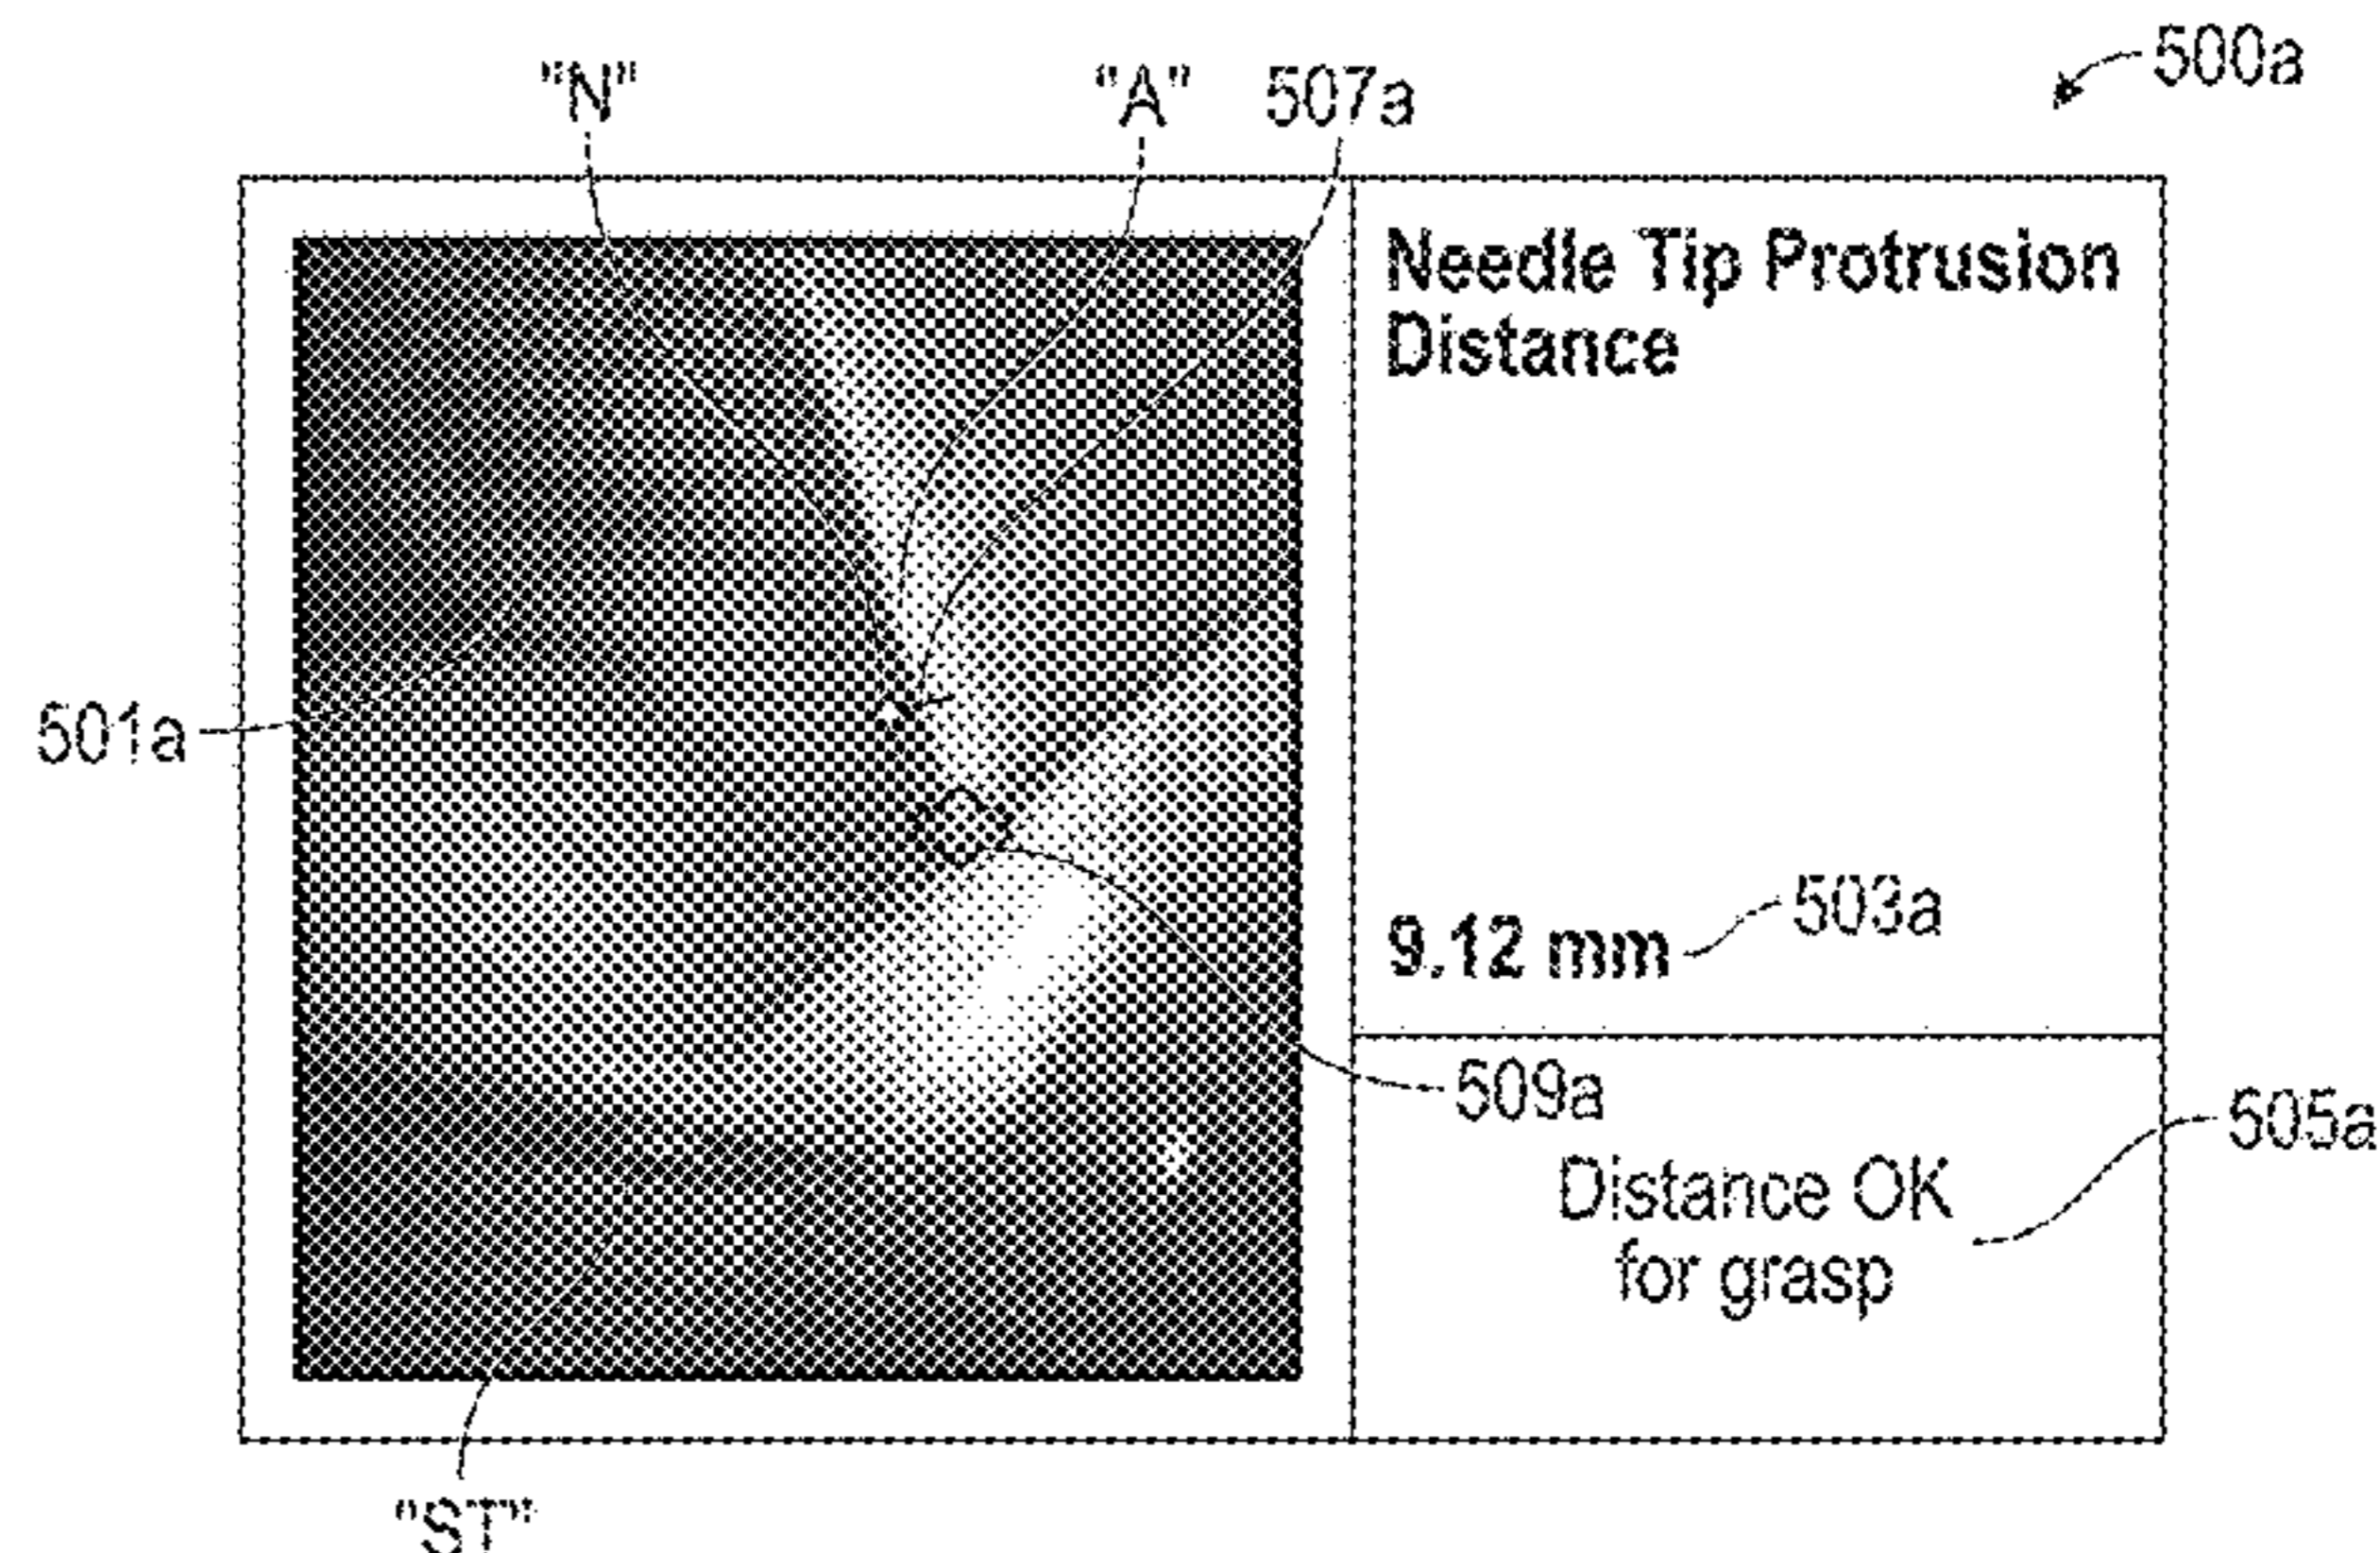 500a
"N"
"A"
507a
Needle Tip Protrusion
Distance
501a
503a
9.12 mm
509a
505a
Distance OK
for grasp
"ST"